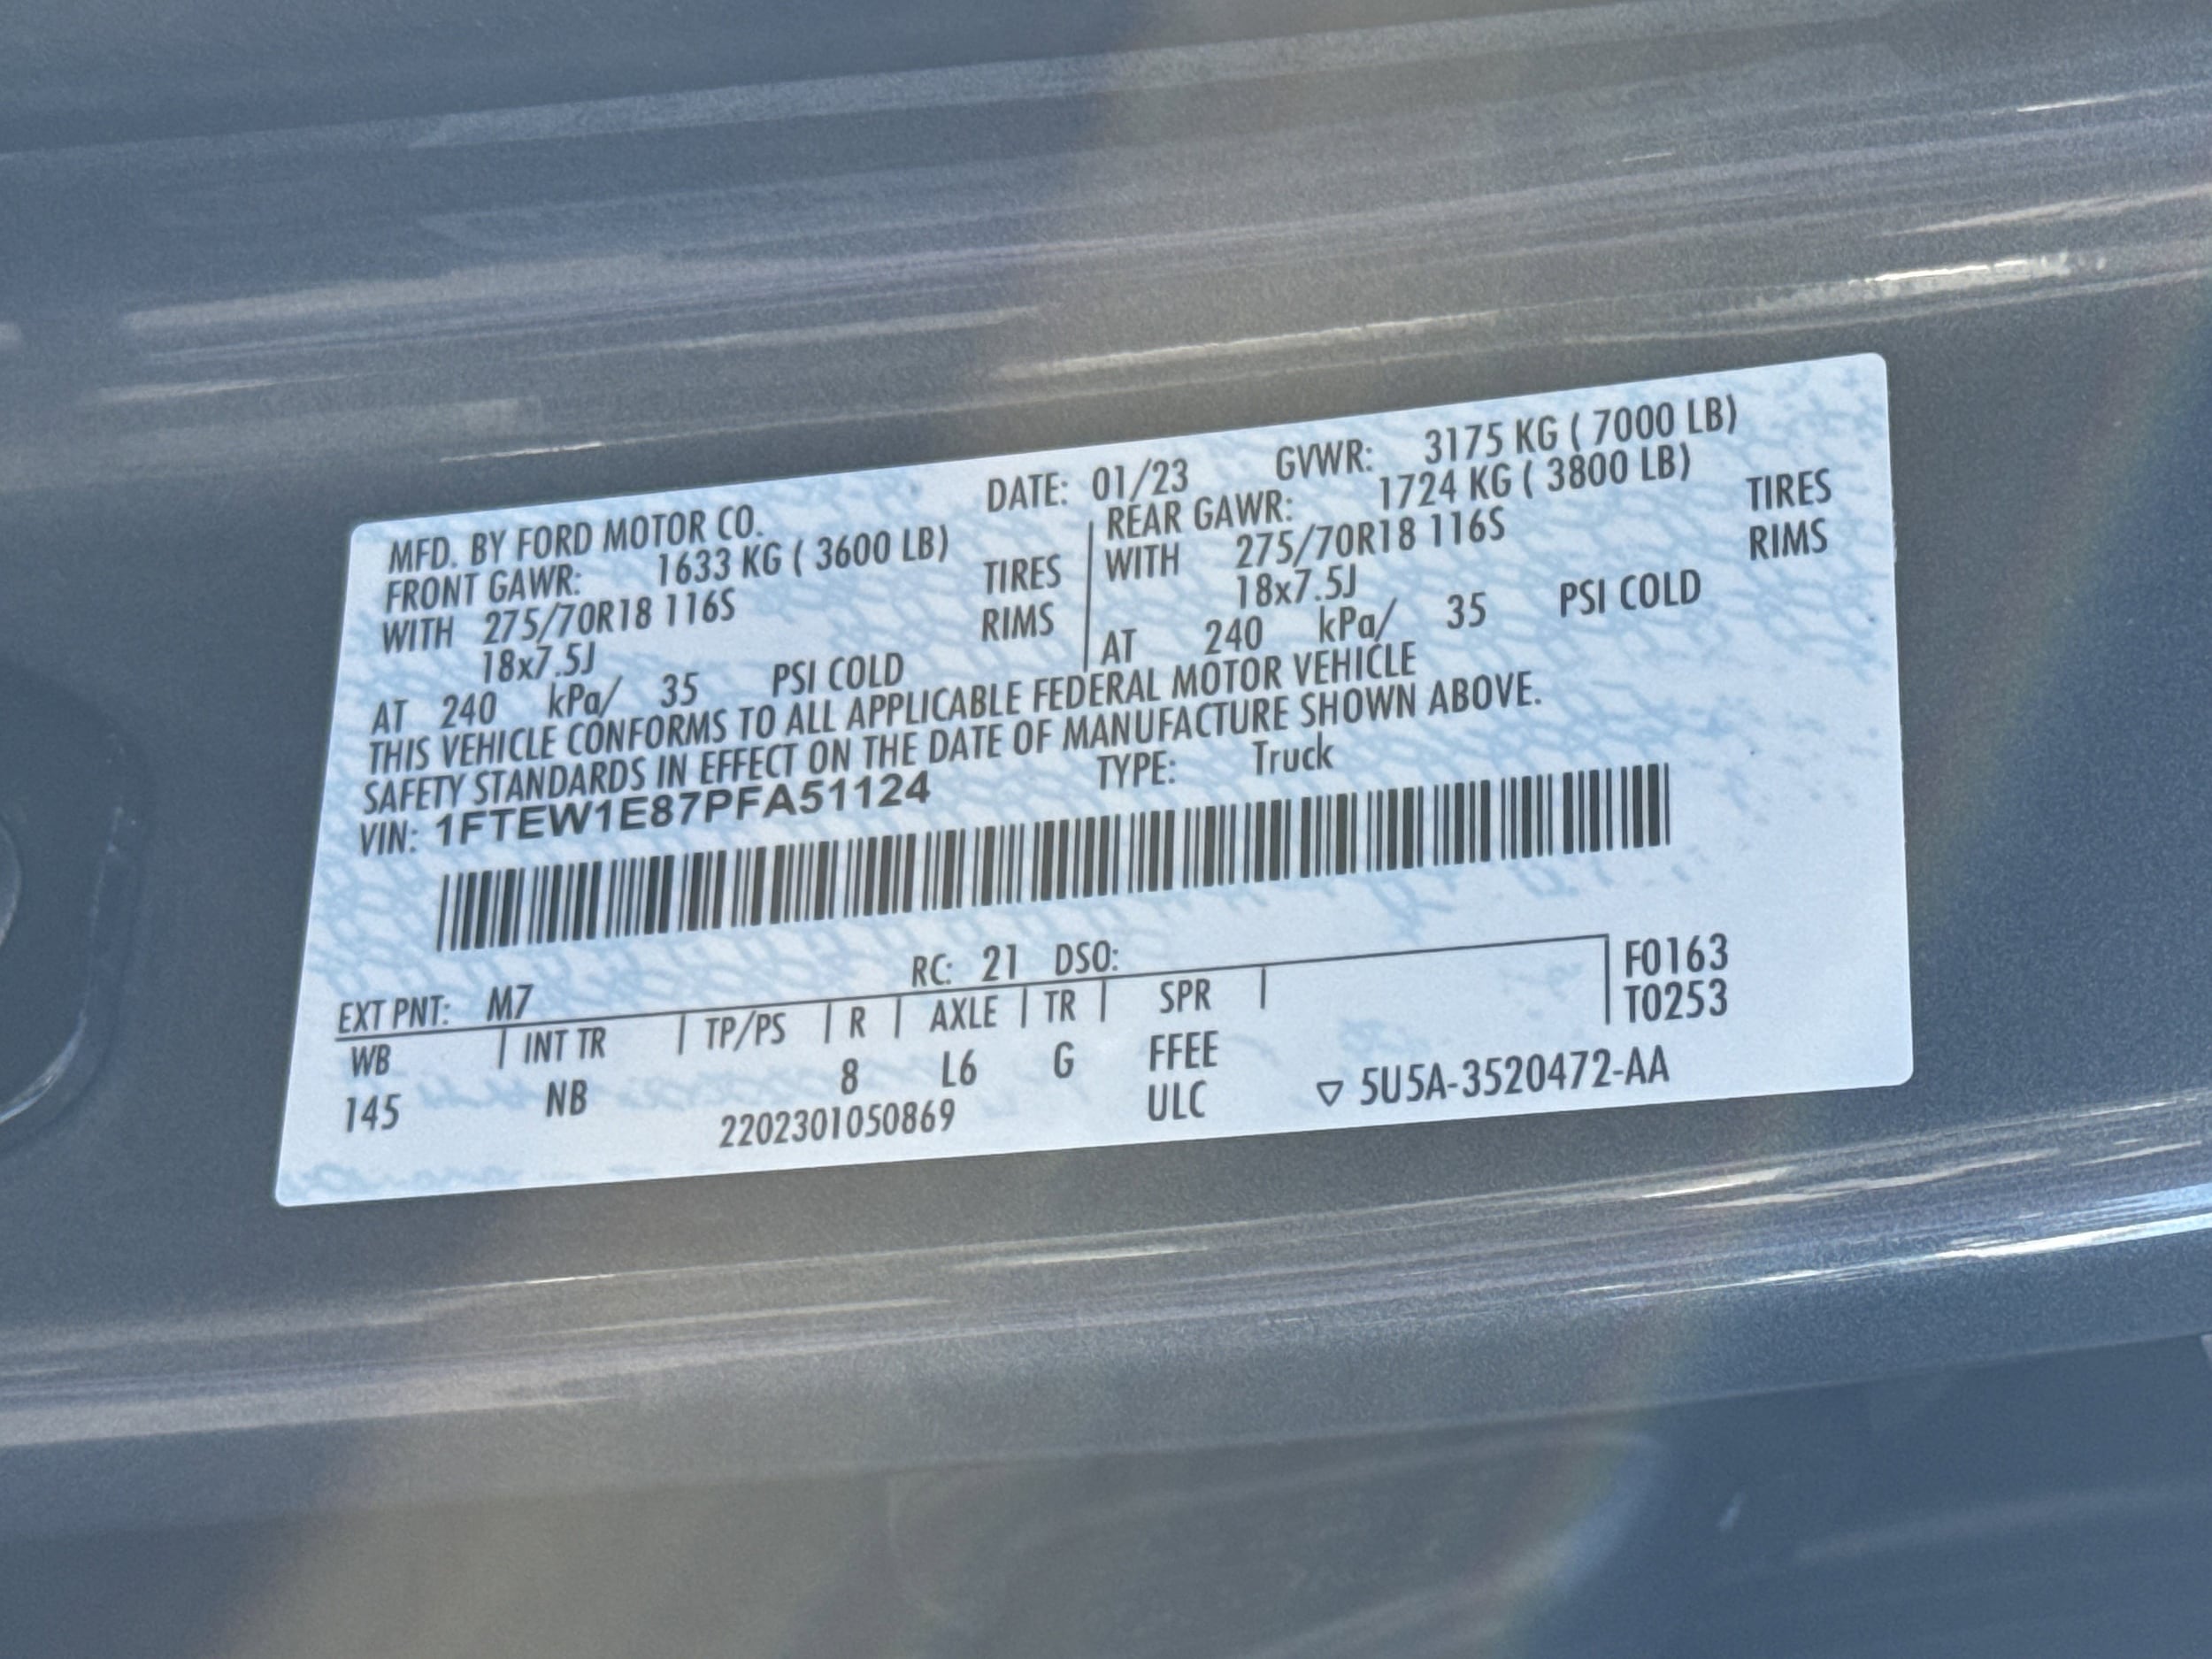 MFD. BY FORD MOTOR CO. DATE: 01/23 GVWR: 3175 KG ( 7000 LB)
FRONT GAWR: 1633 KG ( 3600 LB) REAR GAWR: 1724 KG ( 3800 LB)
WITH 275/70R18 116S TIRES WITH 275/70R18 116S TIRES
18x7.5J RIMS 18x7.5J RIMS
AT 240 kPa/ 35 PSI COLD AT 240 kPa/ 35 PSI COLD
THIS VEHICLE CONFORMS TO ALL APPLICABLE FEDERAL MOTOR VEHICLE
SAFETY STANDARDS IN EFFECT ON THE DATE OF MANUFACTURE SHOWN ABOVE.
VIN: 1FTEW1E87PFA51124 TYPE: Truck
EXT PNT: M7 RC: 21 DSO: F0163
WB INT TR TP/PS R AXLE TR SPR T0253
145 NB 8 L6 G FFEE
2202301050869 ULC ▽ 5U5A-3520472-AA